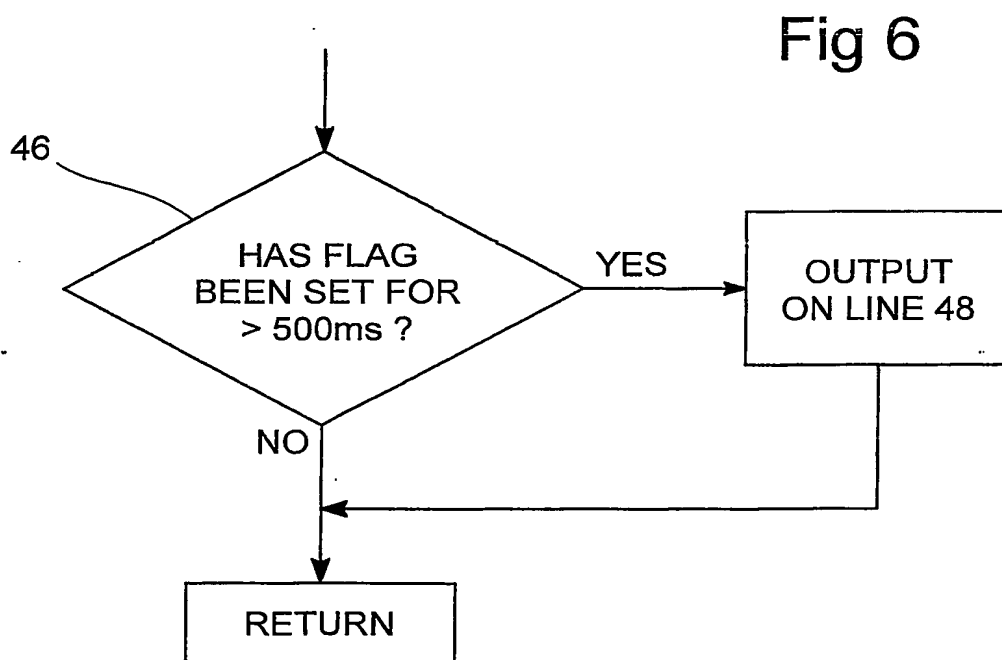 Fig 6
46
HAS FLAG
BEEN SET FOR
> 500ms ?
YES
OUTPUT
ON LINE 48
NO
RETURN